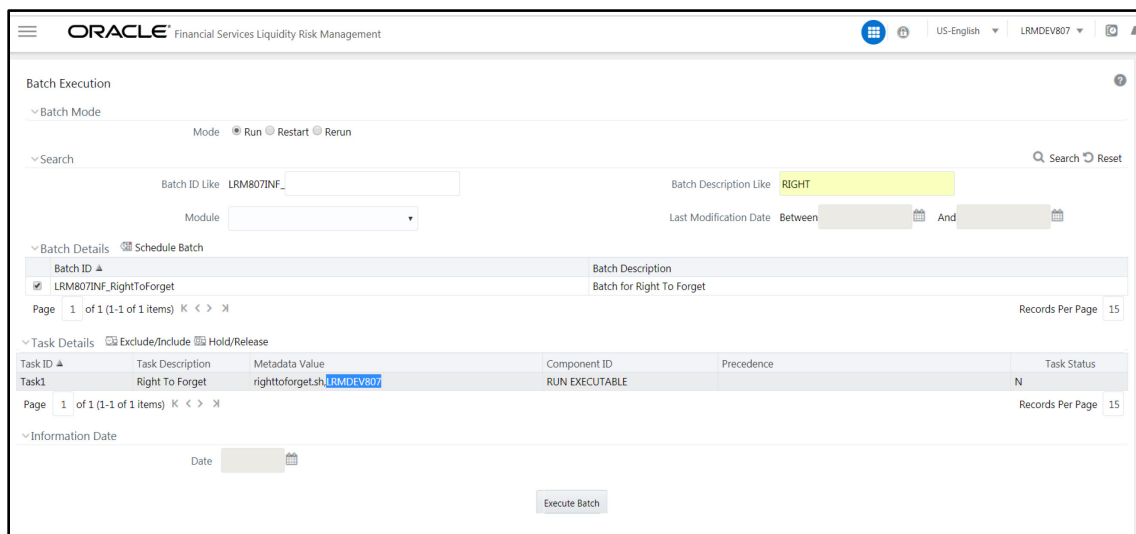 ORACLE® Financial Services Liquidity Risk Management US-English LRMDEV807
Batch Execution
Batch Mode
Mode Run Restart Rerun
Search Search Reset
Batch ID Like LRM807INF_ Batch Description Like RIGHT
Module Last Modification Date Between And
Batch Details Schedule Batch
Batch ID Batch Description
LRM807INF_RightToForget Batch for Right To Forget
Page 1 of 1 (1-1 of 1 items) Records Per Page 15
Task Details Exclude/Include Hold/Release
Task ID Task Description Metadata Value Component ID Precedence Task Status
Task1 Right To Forget righttoforget.sh,LRMDEV807 RUN EXECUTABLE N
Page 1 of 1 (1-1 of 1 items) Records Per Page 15
Information Date
Date
Execute Batch